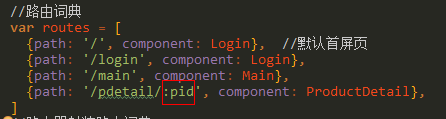 //路由词典
var routes = [
{path: '/', component: Login}, //默认首屏页
{path: '/login', component: Login},
{path: '/main', component: Main},
{path: '/pdetail/:pid', component: ProductDetail},
]